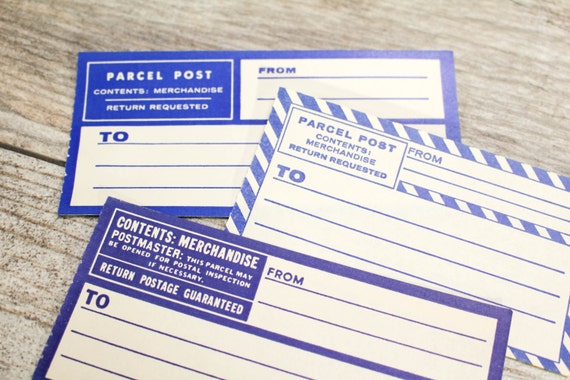 PARCEL POST
CONTENTS: MERCHANDISE
RETURN REQUESTED
FROM
TO
PARCEL POST
CONTENTS:
MERCHANDISE
RETURN REQUESTED
FROM
TO
CONTENTS: MERCHANDISE
POSTMASTER: THIS PARCEL MAY
BE OPENED FOR POSTAL INSPECTION
IF NECESSARY.
RETURN POSTAGE GUARANTEED
FROM
TO